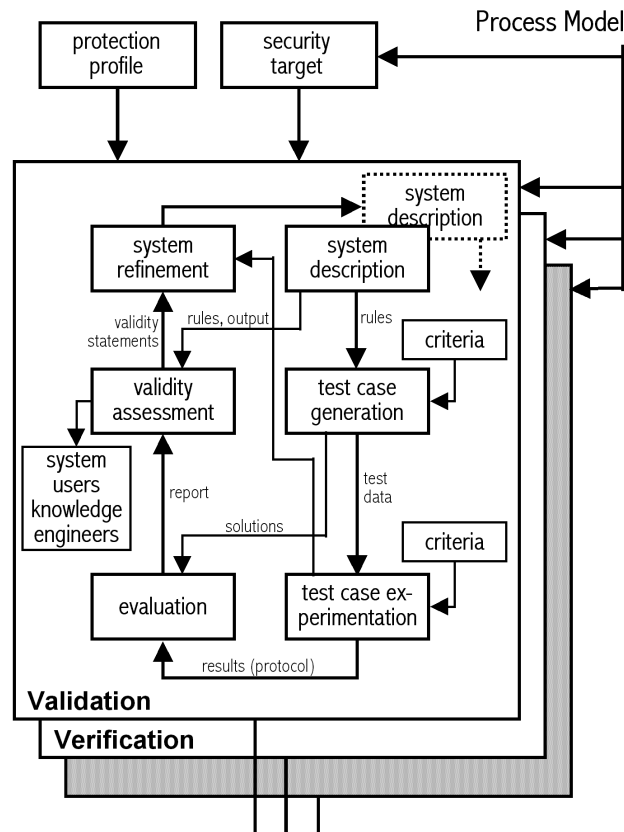 Process Model
protection
profile
security
target
system
description
system
refinement
system
description
validity
statements
rules, output
rules
criteria
validity
assessment
test case
generation
system
users
knowledge
engineers
report
test
data
solutions
criteria
evaluation
test case ex-
perimentation
results (protocol)
Validation
Verification